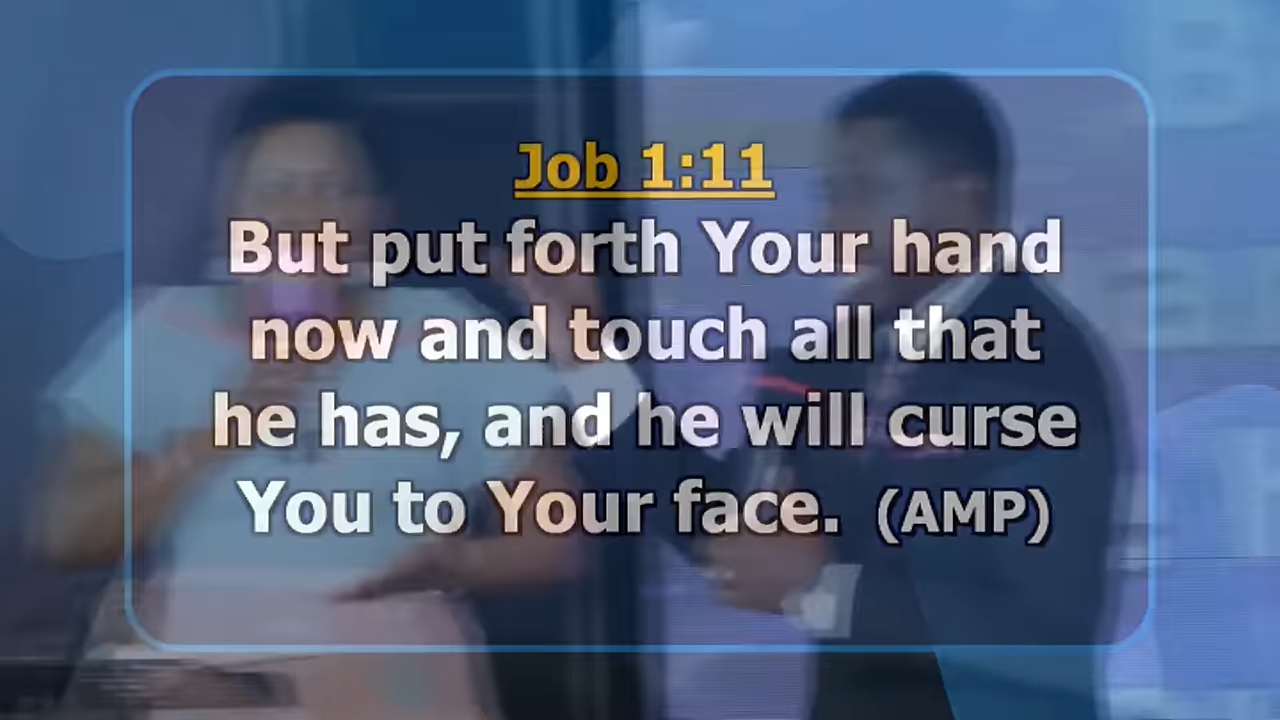 Job 1:11
But put forth Your hand
now and touch all that
he has, and he will curse
You to Your face. (AMP)